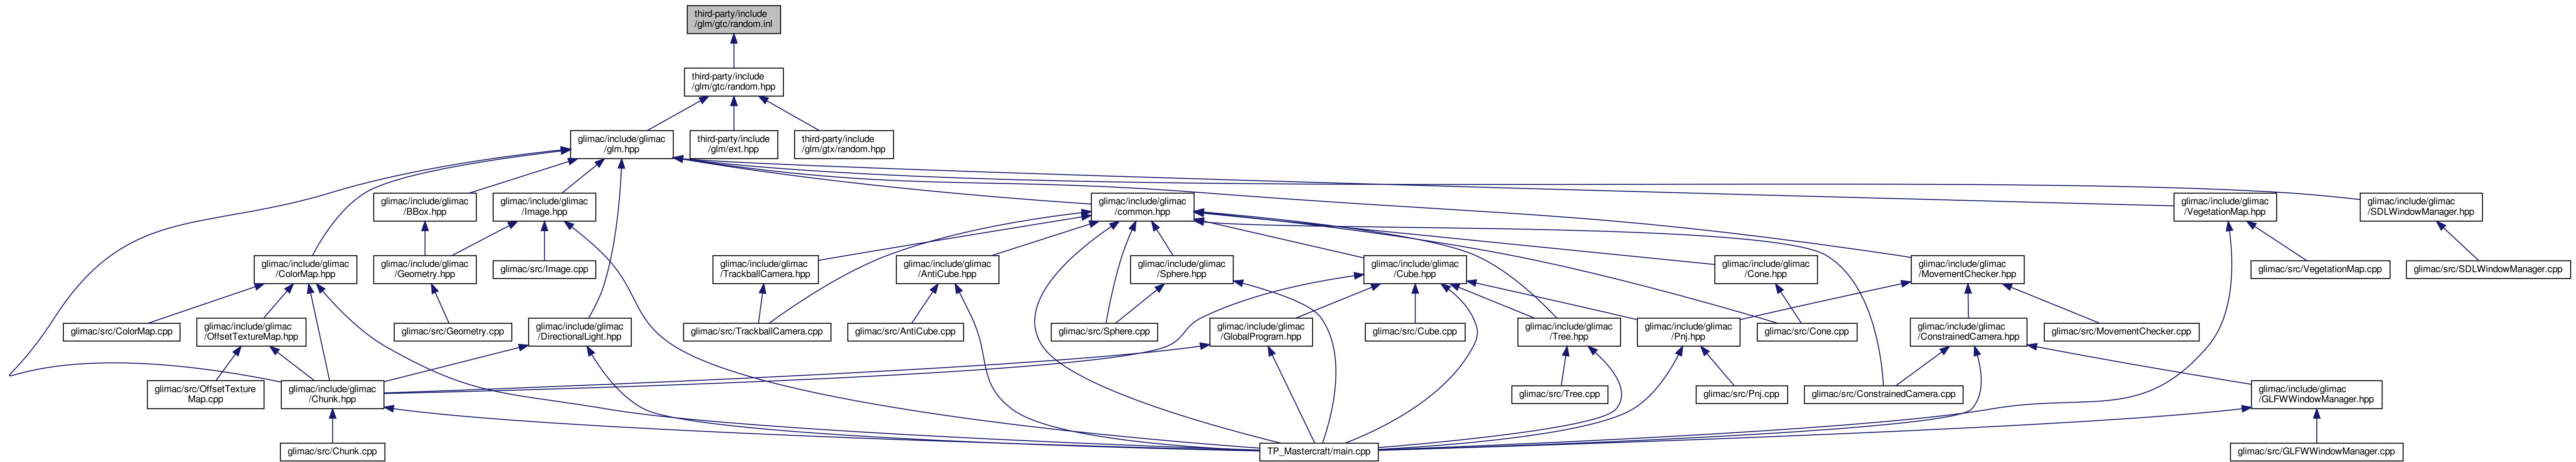 third-party/include
/glm/gtc/random.inl
third-party/include
/glm/gtc/random.hpp
glimac/include/glimac
/glm.hpp
third-party/include
/glm/ext.hpp
third-party/include
/glm/gtx/random.hpp
glimac/include/glimac
/BBox.hpp
glimac/include/glimac
/Image.hpp
glimac/include/glimac
/common.hpp
glimac/include/glimac
/VegetationMap.hpp
glimac/include/glimac
/SDLWindowManager.hpp
glimac/include/glimac
/ColorMap.hpp
glimac/include/glimac
/Geometry.hpp
glimac/src/Image.cpp
glimac/include/glimac
/TrackballCamera.hpp
glimac/include/glimac
/AntiCube.hpp
glimac/include/glimac
/Sphere.hpp
glimac/include/glimac
/Cube.hpp
glimac/include/glimac
/Cone.hpp
glimac/include/glimac
/MovementChecker.hpp
glimac/src/VegetationMap.cpp
glimac/src/SDLWindowManager.cpp
glimac/src/ColorMap.cpp
glimac/include/glimac
/OffsetTextureMap.hpp
glimac/src/Geometry.cpp
glimac/include/glimac
/DirectionalLight.hpp
glimac/src/TrackballCamera.cpp
glimac/src/AntiCube.cpp
glimac/src/Sphere.cpp
glimac/include/glimac
/GlobalProgram.hpp
glimac/src/Cube.cpp
glimac/include/glimac
/Tree.hpp
glimac/include/glimac
/Pnj.hpp
glimac/src/Cone.cpp
glimac/include/glimac
/ConstrainedCamera.hpp
glimac/src/MovementChecker.cpp
glimac/src/OffsetTexture
Map.cpp
glimac/include/glimac
/Chunk.hpp
glimac/src/Tree.cpp
glimac/src/Pnj.cpp
glimac/src/ConstrainedCamera.cpp
glimac/include/glimac
/GLFWWindowManager.hpp
glimac/src/Chunk.cpp
TP_Mastercraft/main.cpp
glimac/src/GLFWWindowManager.cpp